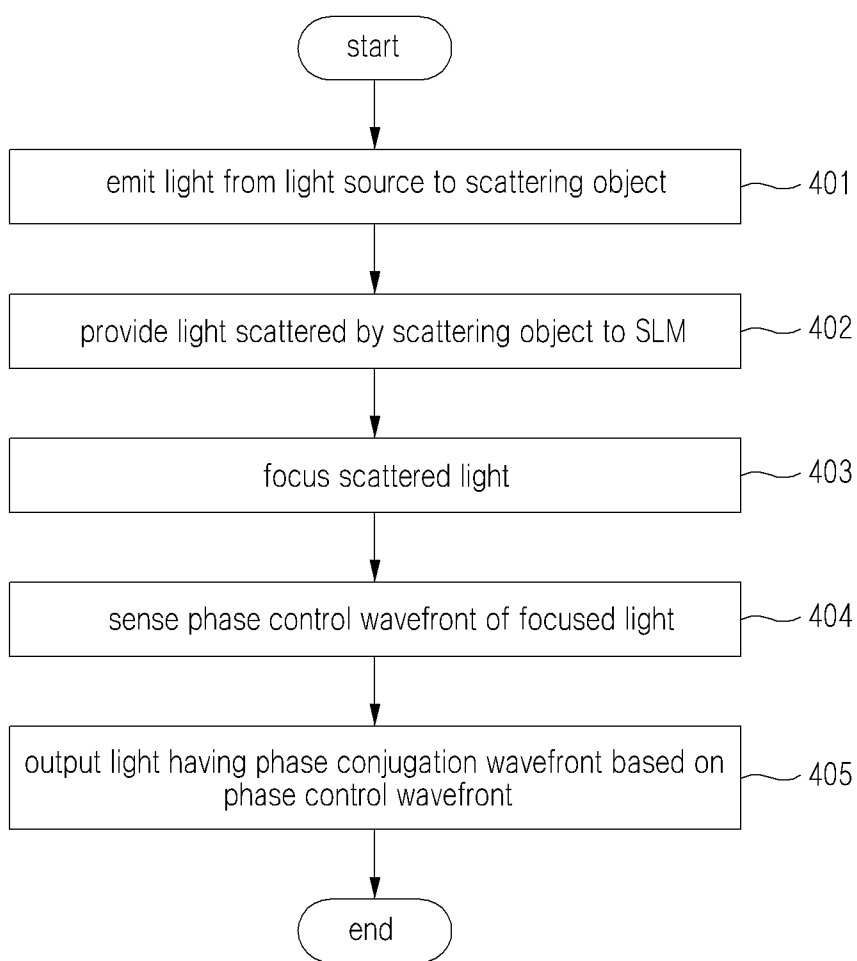 start
emit light from light source to scattering object
401
provide light scattered by scattering object to SLM
402
focus scattered light
403
sense phase control wavefront of focused light
404
output light having phase conjugation wavefront based on
phase control wavefront
405
end